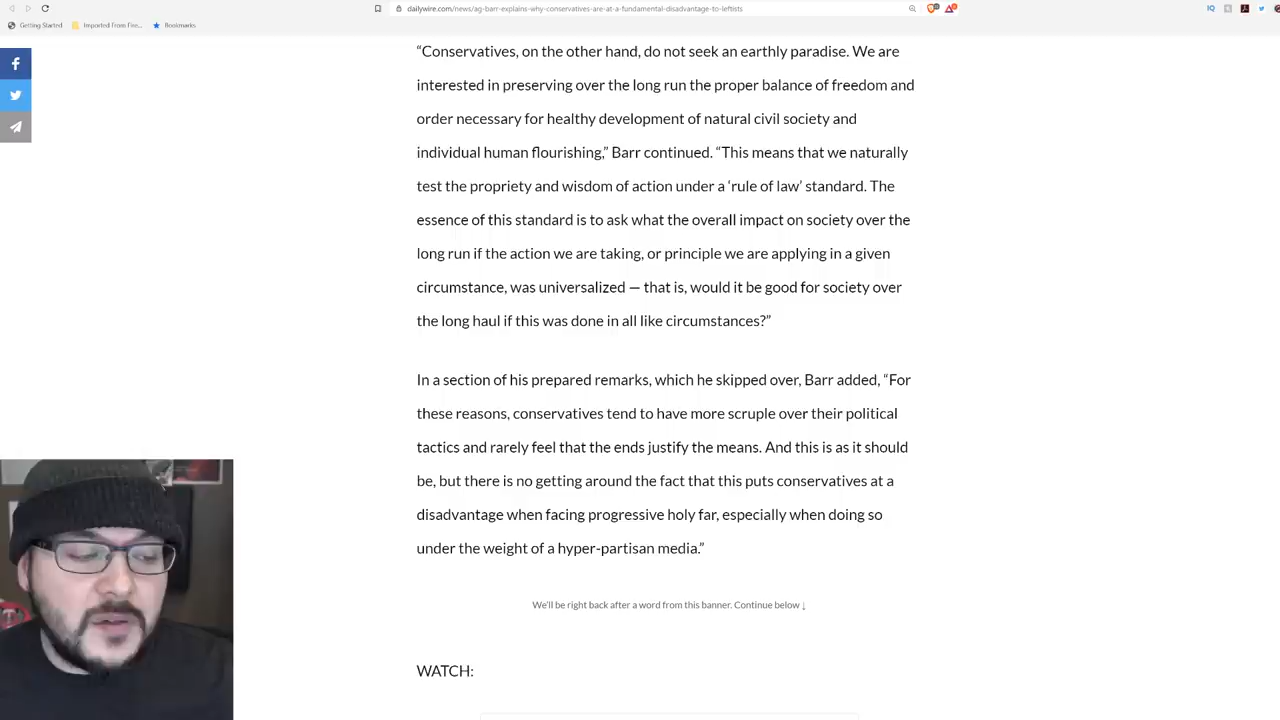 dailywire.com/news/ag-barr-explains-why-conservatives-are-at-a-fundamental-disadvantage-to-leftists
Getting Started
Imported From Fire...
Bookmarks
“Conservatives, on the other hand, do not seek an earthly paradise. We are
interested in preserving over the long run the proper balance of freedom and
order necessary for healthy development of natural civil society and
individual human flourishing,” Barr continued. “This means that we naturally
test the propriety and wisdom of action under a ‘rule of law’ standard. The
essence of this standard is to ask what the overall impact on society over the
long run if the action we are taking, or principle we are applying in a given
circumstance, was universalized — that is, would it be good for society over
the long haul if this was done in all like circumstances?”
In a section of his prepared remarks, which he skipped over, Barr added, “For
these reasons, conservatives tend to have more scruple over their political
tactics and rarely feel that the ends justify the means. And this is as it should
be, but there is no getting around the fact that this puts conservatives at a
disadvantage when facing progressive holy far, especially when doing so
under the weight of a hyper-partisan media.”
We'll be right back after a word from this banner. Continue below ↓
WATCH: